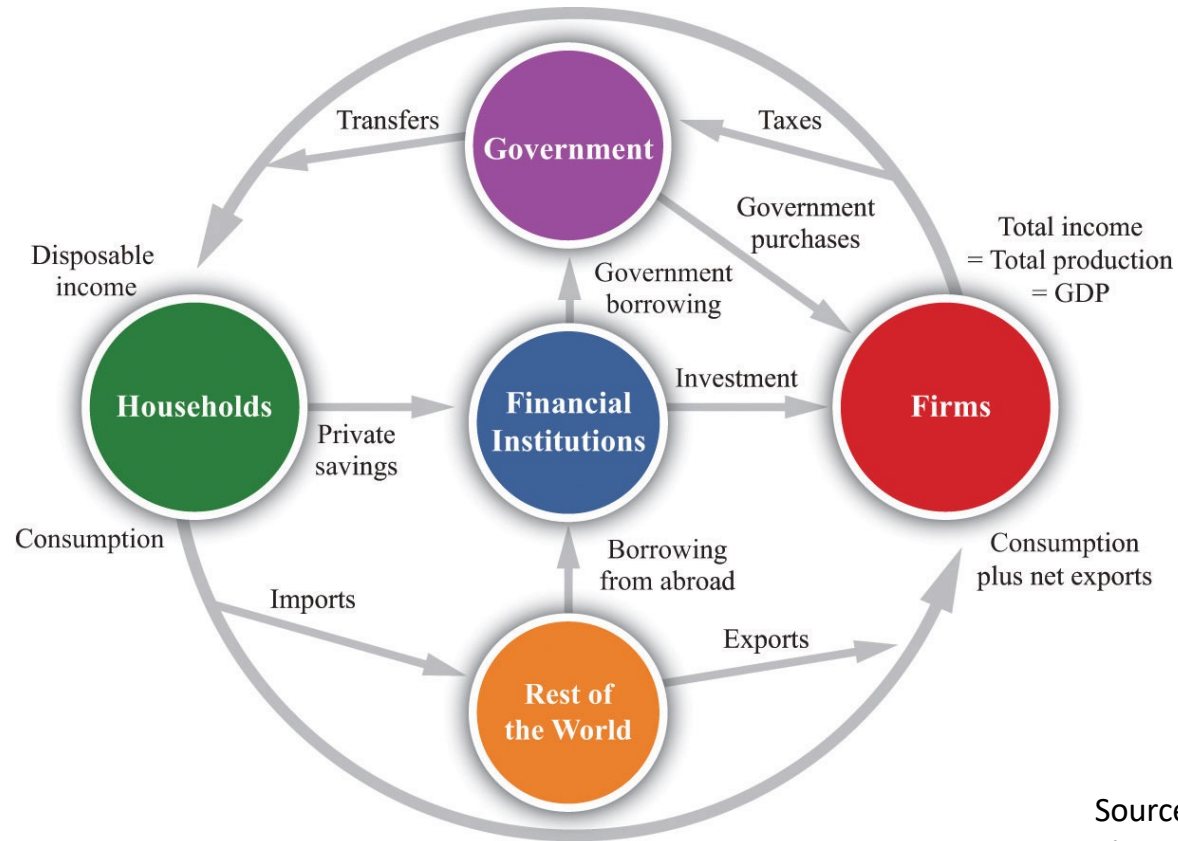 Transfers
Government
Taxes
Government
purchases
Total income
= Total production
= GDP
Disposable
income
Government
borrowing
Households
Private
savings
Financial
Institutions
Investment
Firms
Consumption
Imports
Borrowing
from abroad
Exports
Consumption
plus net exports
Rest of
the World
Source